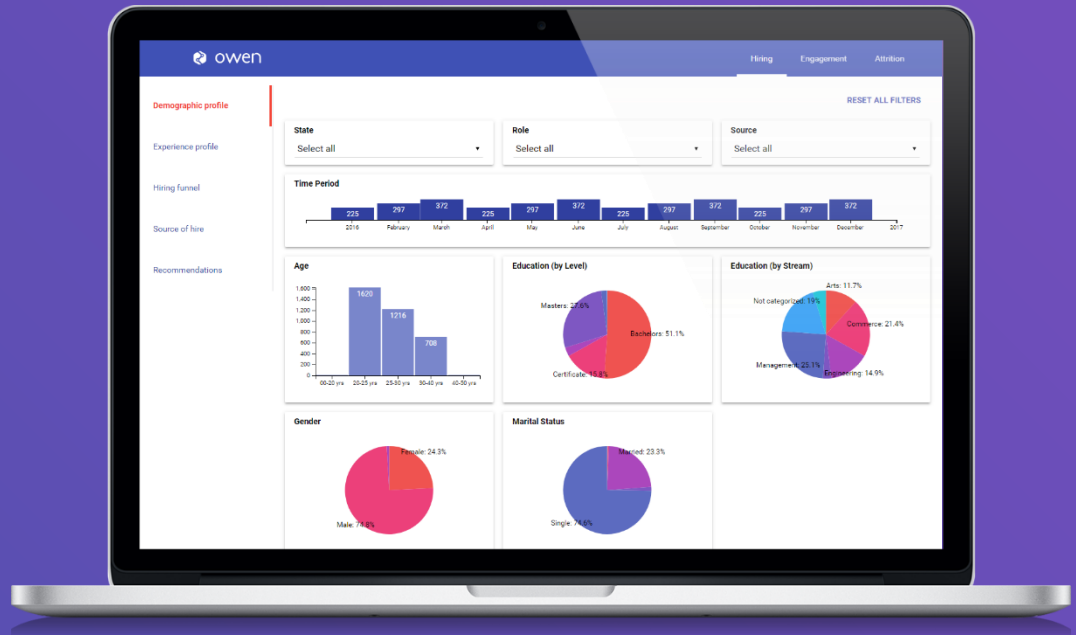 owen
Hiring Engagement Attrition
Demographic profile
Experience profile
Hiring funnel
Source of hire
Recommendations
RESET ALL FILTERS
State
Select all
Role
Select all
Source
Select all
Time Period
225 297 372 225 297 372 225 297 372 225 297 372
2016 February March April May June July August September October November December 2017
Age
1,600
1,400
1,200
1,000
800
600
400
200
0
1620
1216
708
00-20 yrs 20-25 yrs 25-30 yrs 30-40 yrs 40-50 yrs
Education (by Level)
Masters: 27.6%
Bachelors: 51.1%
Certificate: 15.8%
Education (by Stream)
Arts: 11.7%
Not categorized: 19%
Commerce: 21.4%
Management: 25.1%
Engineering: 14.9%
Gender
Female: 24.3%
Male: 74.8%
Marital Status
Married: 23.3%
Single: 74.6%